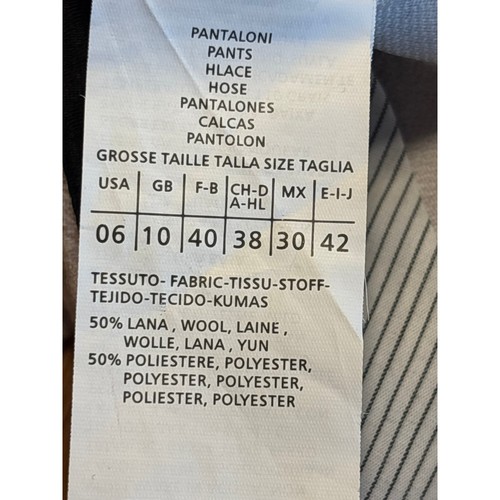 PANTALONI
PANTS
HLACE
HOSE
PANTALONES
CALCAS
PANTOLON
GROSSE TAILLE TALLA SIZE TAGLIA
USA GB F-B CH-D A-HL MX E-I-J
06 10 40 38 30 42
TESSUTO- FABRIC-TISSU-STOFF-
TEJIDO-TECIDO-KUMAS
50% LANA , WOOL, LAINE ,
WOLLE, LANA , YUN
50% POLIESTERE, POLYESTER,
POLYESTER, POLYESTER,
POLIESTER, POLYESTER